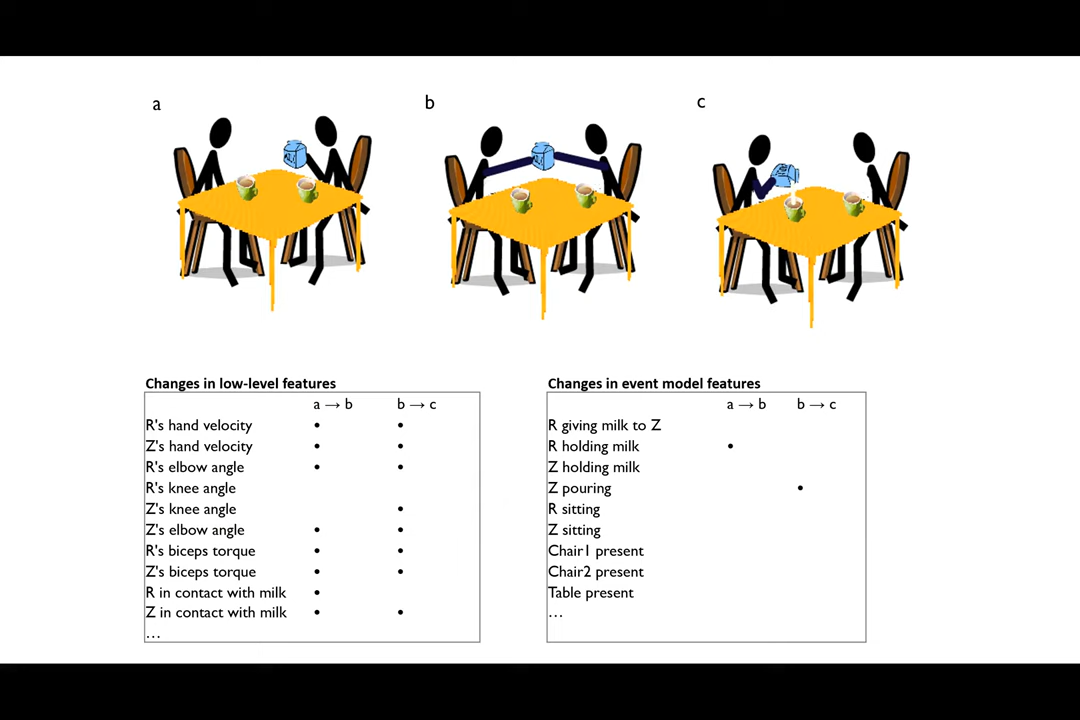 a
b
c
Changes in low-level features
a → b b → c
R's hand velocity • •
Z's hand velocity • •
R's elbow angle • •
R's knee angle
Z's knee angle •
Z's elbow angle • •
R's biceps torque • •
Z's biceps torque • •
R in contact with milk •
Z in contact with milk • •
…
Changes in event model features
a → b b → c
R giving milk to Z
R holding milk •
Z holding milk
Z pouring •
R sitting
Z sitting
Chair1 present
Chair2 present
Table present
…